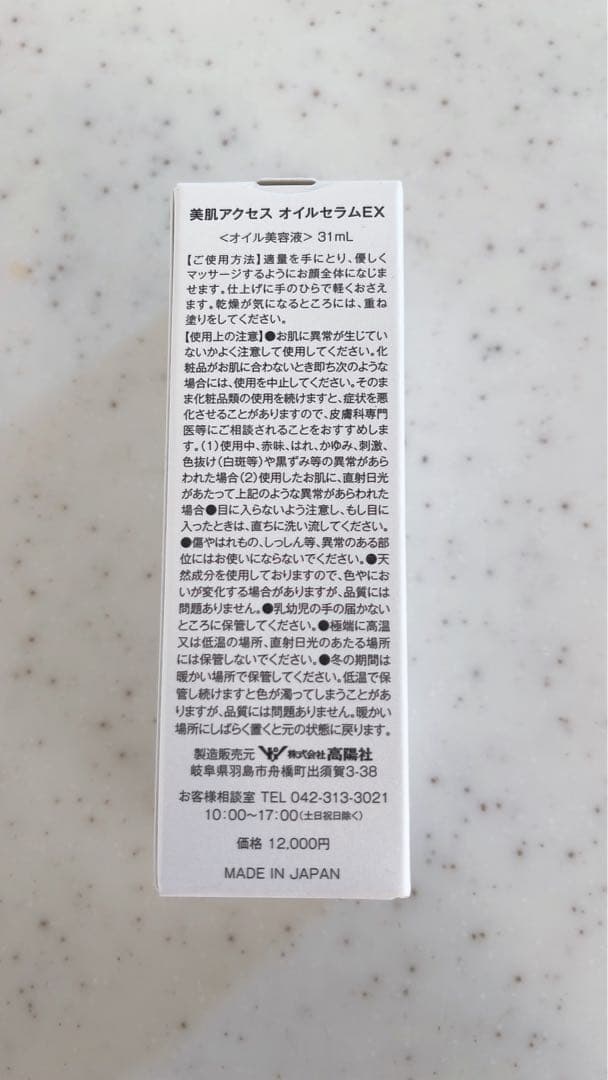 美肌アクセス オイルセラムEX
＜オイル美容液＞ 31mL
【ご使用方法】適量を手にとり、優しく
マッサージするようにお顔全体になじま
せます。仕上げに手のひらで軽くおさえ
ます。乾燥が気になるところには、重ね
塗りをしてください。
【使用上の注意】●お肌に異常が生じてい
ないかよく注意して使用してください。化
粧品がお肌に合わないとき即ち次のような
場合には、使用を中止してください。そのま
ま化粧品類の使用を続けますと、症状を悪
化させることがありますので、皮膚科専門
医等にご相談されることをおすすめしま
す。(1)使用中、赤味、はれ、かゆみ、刺激、
色抜け(白斑等)や黒ずみ等の異常があら
われた場合(2)使用したお肌に、直射日光
があたって上記のような異常があらわれた
場合●目に入らないよう注意し、もし目に
入ったときは、直ちに洗い流してください。
●傷やはれもの、しっしん等、異常のある部
位にはお使いにならないでください。●天
然成分を使用しておりますので、色やにお
いが変化する場合がありますが、品質には
問題ありません。●乳幼児の手の届かない
ところに保管してください。●極端に高温
又は低温の場所、直射日光のあたる場所
には保管しないでください。●冬の期間は
暖かい場所で保管してください。低温で保
管し続けますと色が濁ってしまうことがあ
りますが、品質には問題ありません。暖かい
場所にしばらく置くと元の状態に戻ります。
製造販売元 株式会社高陽社
岐阜県羽島市舟橋町出須賀3-38
お客様相談室 TEL 042-313-3021
10:00〜17:00(土日祝日除く)
価格 12,000円
MADE IN JAPAN